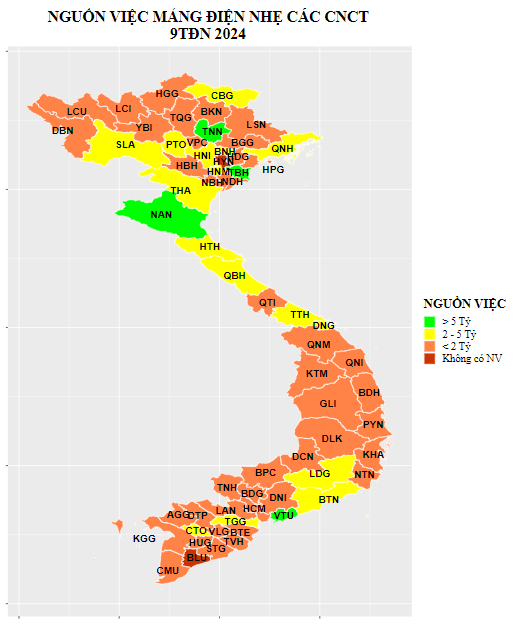 NGUỒN VIỆC MẢNG ĐIỆN NHẸ CÁC CNCT
9TĐN 2024
HGG
CBG
LCU
LCI
TQG
BKN
DBN
YBI
TNN
LSN
SLA
PTO
VPC
BGG
QNH
HNI
BNH
HBH
HYN
HDG
HPG
HNM
TBH
THA
NBH
NDH
NAN
HTH
QBH
QTI
NGUỒN VIỆC
TTH
> 5 Tỷ
DNG
2 - 5 Tỷ
QNM
< 2 Tỷ
QNI
Không có NV
KTM
BDH
GLI
PYN
DLK
KHA
DCN
BPC
LDG
NTN
TNH
BDG
DNI
BTN
LAN
HCM
AGG
DTP
VTU
TGG
CTO
VLG
BTE
KGG
HUG
TVH
STG
BLU
CMU